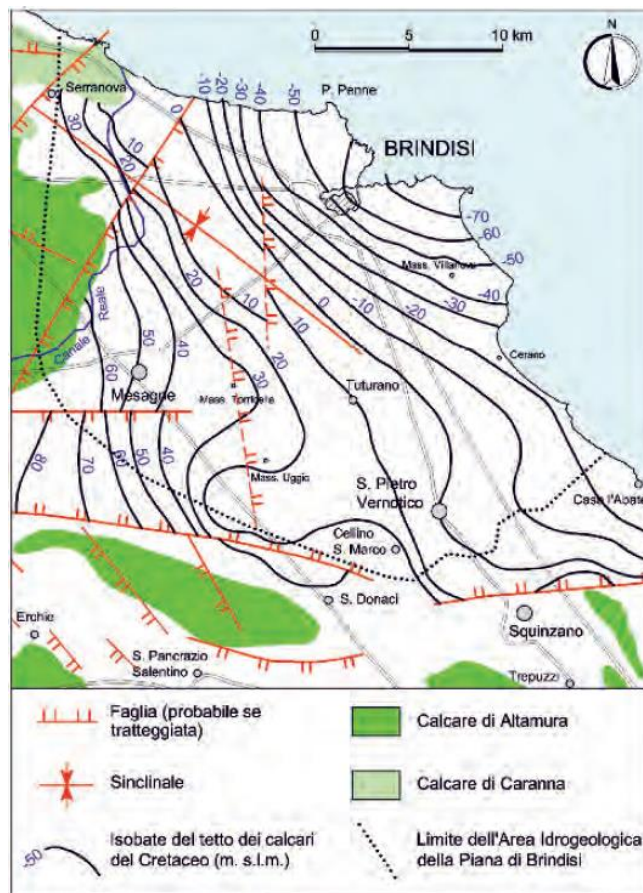 0 5 10 km
N
Serranova
P. Penne
BRINDISI
Mass. Villanova
Cerano
Canale Reale
Mesagne
Mass. Torricella
Tuturano
Mass. Uggio
S. Pietro
Vernotico
Casa l'Abate
Cellino
S. Marco
S. Donaci
Erchie
Squinzano
S. Pancrazio
Salentino
Trepuzzi
30
20
10
0
-10
-20
-30
-40
-50
-70
-60
-50
-40
-30
-20
-10
0
10
20
10
20
30
50
40
60
80
70
60
50
40
Faglia (probabile se
tratteggiata)
Calcare di Altamura
Sinclinale
Calcare di Caranna
-50
Isobate del tetto dei calcari
del Cretaceo (m. s.l.m.)
Limite dell'Area Idrogeologica
della Piana di Brindisi